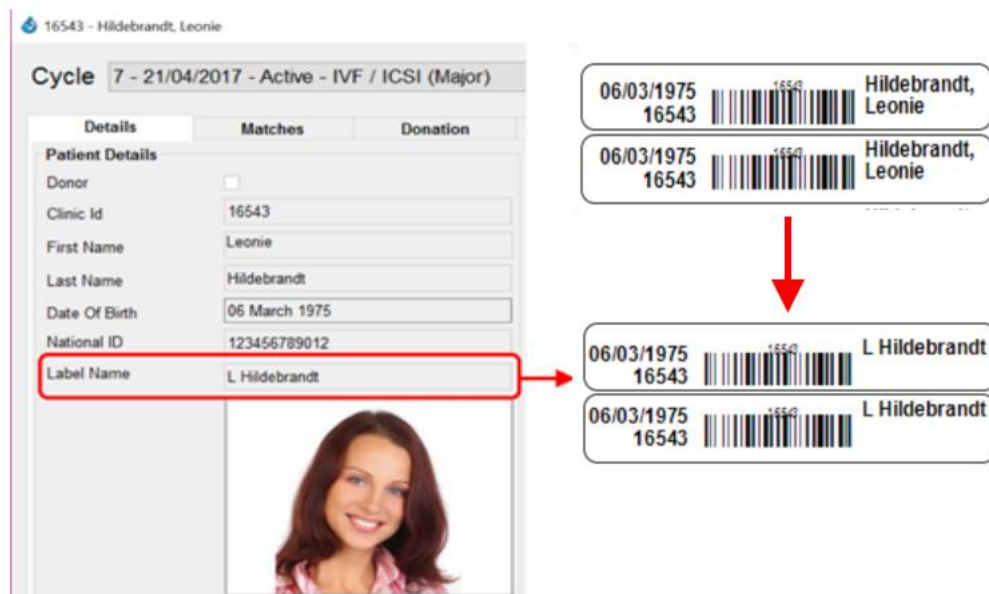 16543 - Hildebrandt, Leonie
Cycle 7 - 21/04/2017 - Active - IVF / ICSI (Major)
Details Matches Donation
Patient Details
Donor
Clinic Id 16543
First Name Leonie
Last Name Hildebrandt
Date Of Birth 06 March 1975
National ID 123456789012
Label Name L Hildebrandt
06/03/1975 16543 Hildebrandt,
16543 Leonie
06/03/1975 16543 Hildebrandt,
16543 Leonie
06/03/1975 16543 L Hildebrandt
16543
06/03/1975 16543 L Hildebrandt
16543